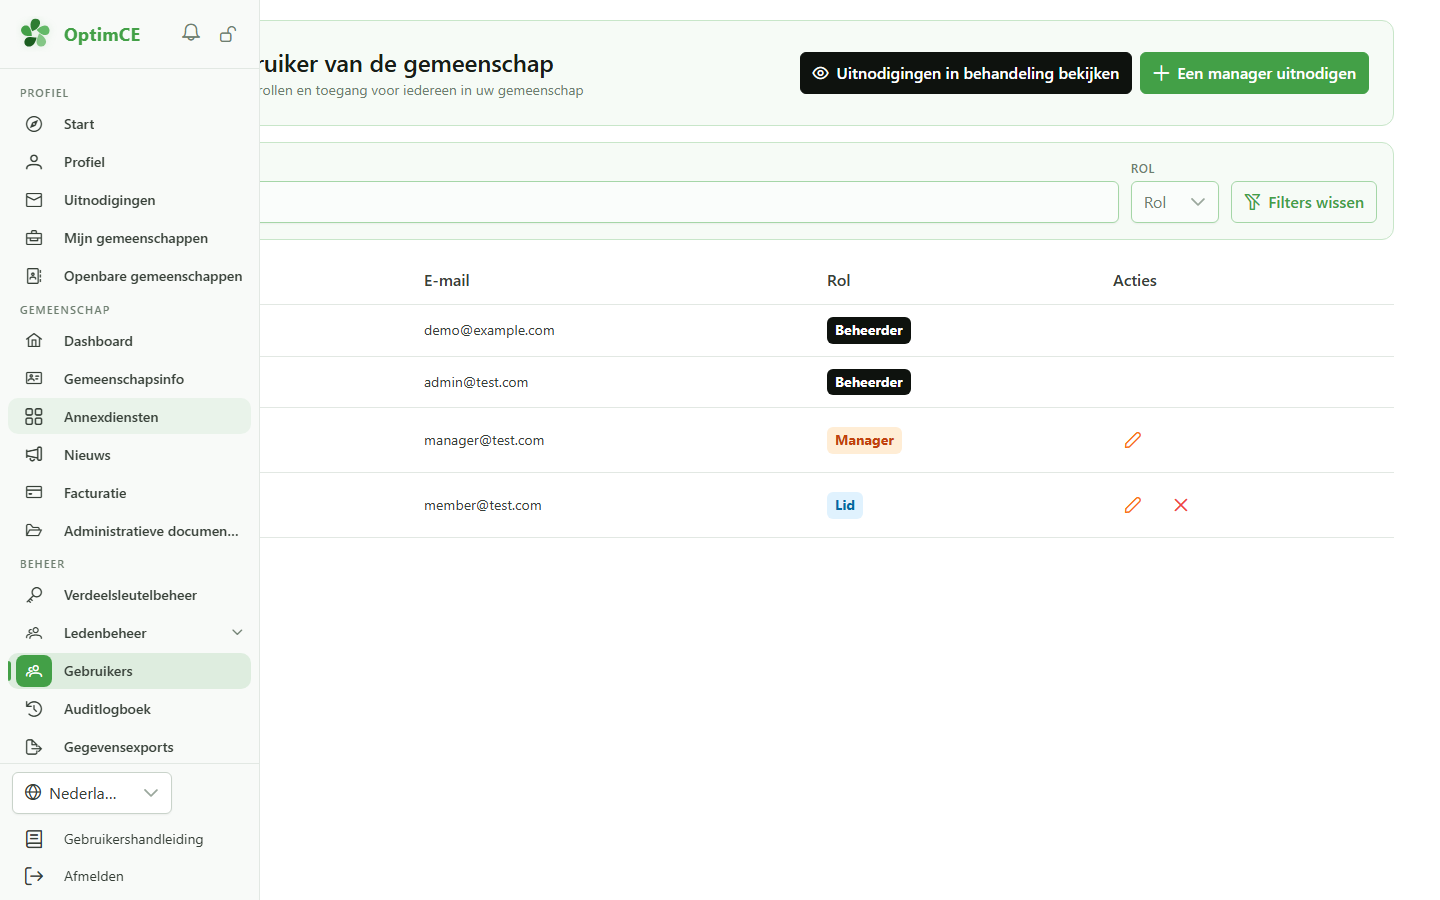 OptimCE
PROFIEL
Start
Profiel
Uitnodigingen
Mijn gemeenschappen
Openbare gemeenschappen
GEMEENSCHAP
Dashboard
Gemeenschapsinfo
Annexdiensten
Nieuws
Facturatie
Administratieve documen...
BEHEER
Verdeelsleutelbeheer
Ledenbeheer
Gebruikers
Auditlogboek
Gegevensexports
Nederla...
Gebruikershandleiding
Afmelden
ruiker van de gemeenschap
rollen en toegang voor iedereen in uw gemeenschap
Uitnodigingen in behandeling bekijken
Een manager uitnodigen
ROL
Rol
Filters wissen
E-mail Rol Acties
demo@example.com Beheerder
admin@test.com Beheerder
manager@test.com Manager
member@test.com Lid